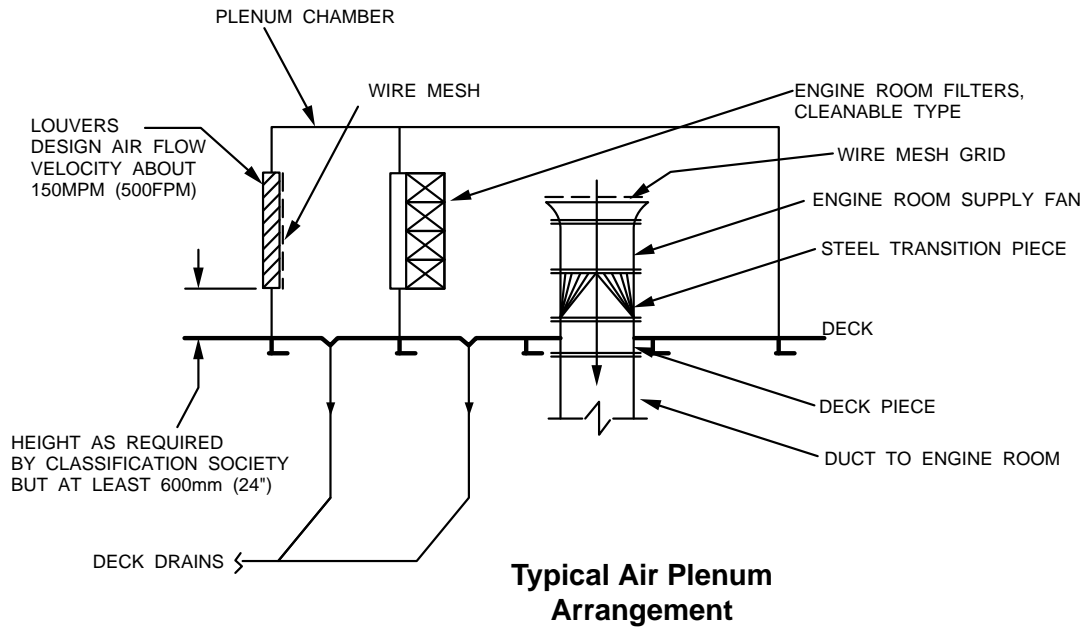 PLENUM CHAMBER
WIRE MESH
ENGINE ROOM FILTERS,
CLEANABLE TYPE
LOUVERS
DESIGN AIR FLOW
VELOCITY ABOUT
150MPM (500FPM)
WIRE MESH GRID
ENGINE ROOM SUPPLY FAN
STEEL TRANSITION PIECE
DECK
DECK PIECE
HEIGHT AS REQUIRED
BY CLASSIFICATION SOCIETY
BUT AT LEAST 600mm (24")
DUCT TO ENGINE ROOM
DECK DRAINS
Typical Air Plenum
Arrangement